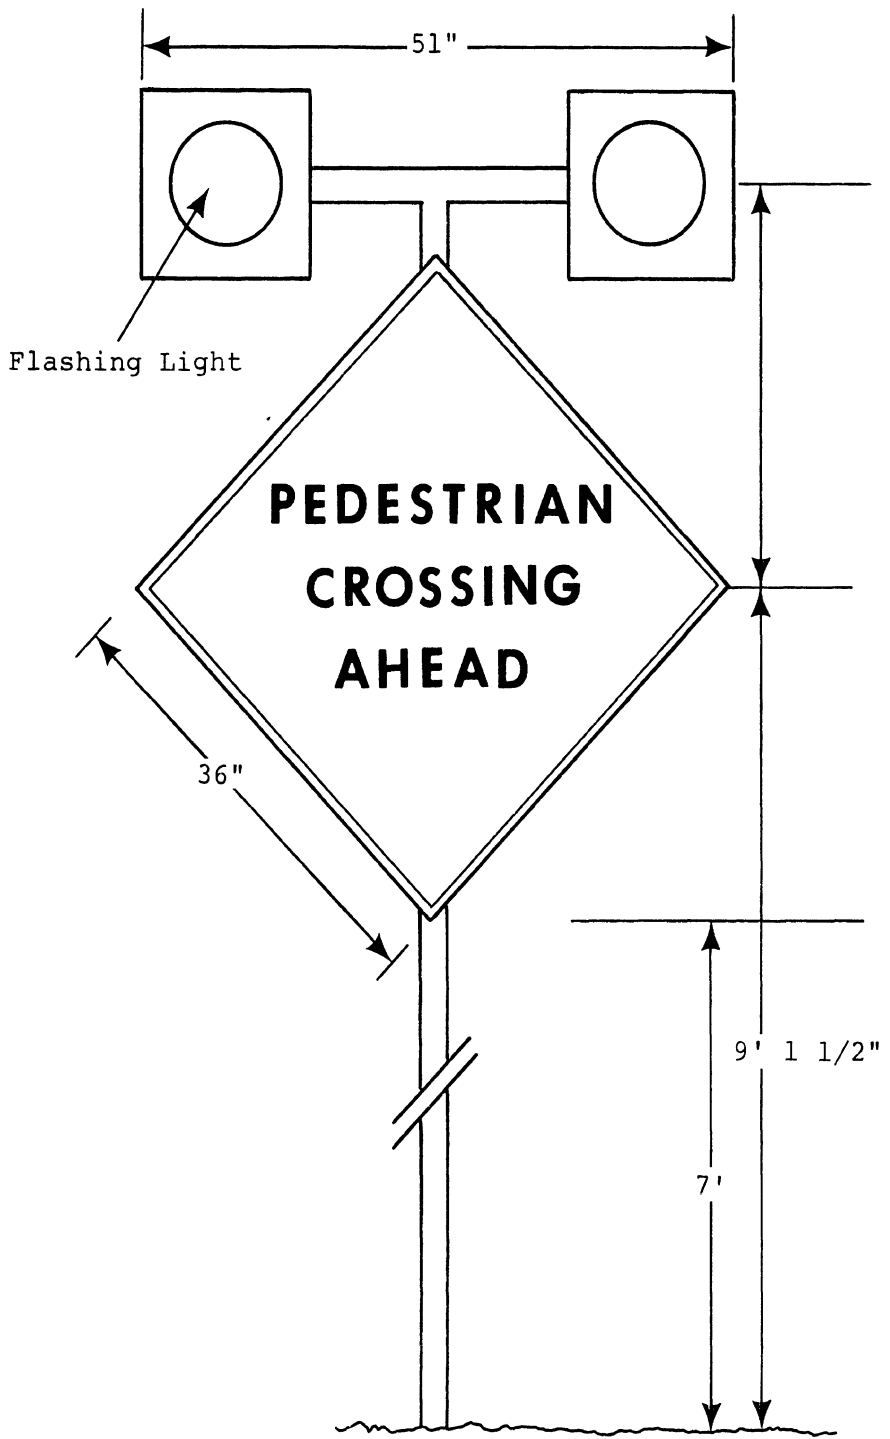 51"
Flashing Light
PEDESTRIAN
CROSSING
AHEAD
36"
9' 1 1/2"
7'